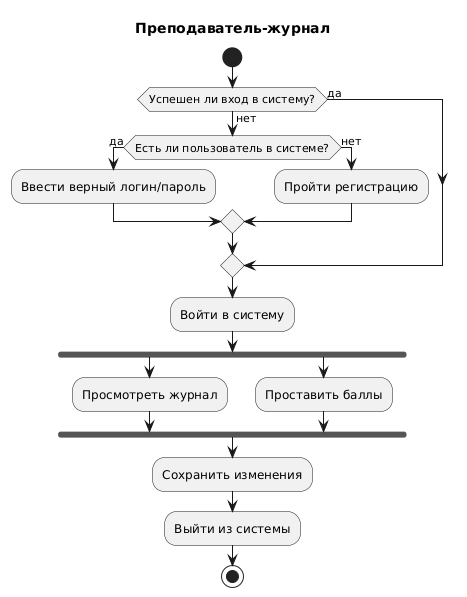 Преподаватель-журнал
Успешен ли вход в систему?
да
нет
Есть ли пользователь в системе?
да
нет
Ввести верный логин/пароль
Пройти регистрацию
Войти в систему
Просмотреть журнал
Проставить баллы
Сохранить изменения
Выйти из системы